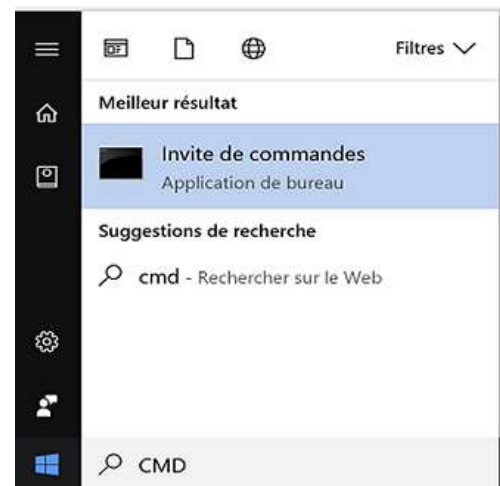 Filtres
Meilleur résultat
Invite de commandes
Application de bureau
Suggestions de recherche
cmd - Rechercher sur le Web
CMD